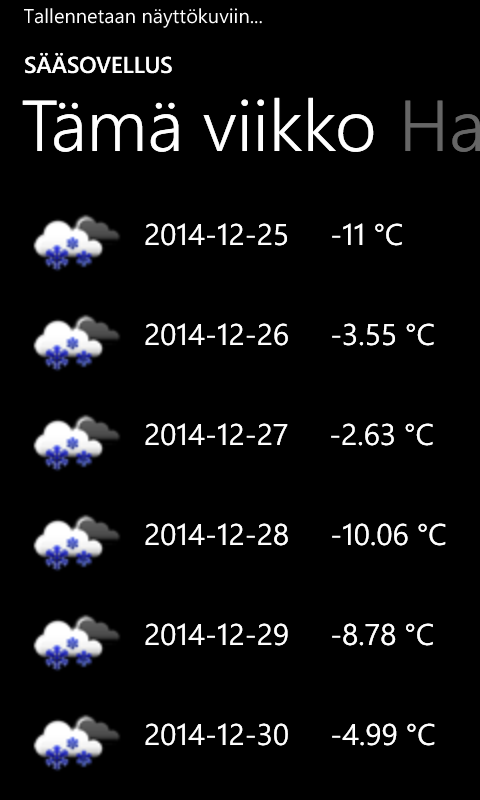 Tallennetaan näyttökuviin...
SÄÄSOVELLUS
Tämä viikko Ha
2014-12-25 -11 °C
2014-12-26 -3.55 °C
2014-12-27 -2.63 °C
2014-12-28 -10.06 °C
2014-12-29 -8.78 °C
2014-12-30 -4.99 °C